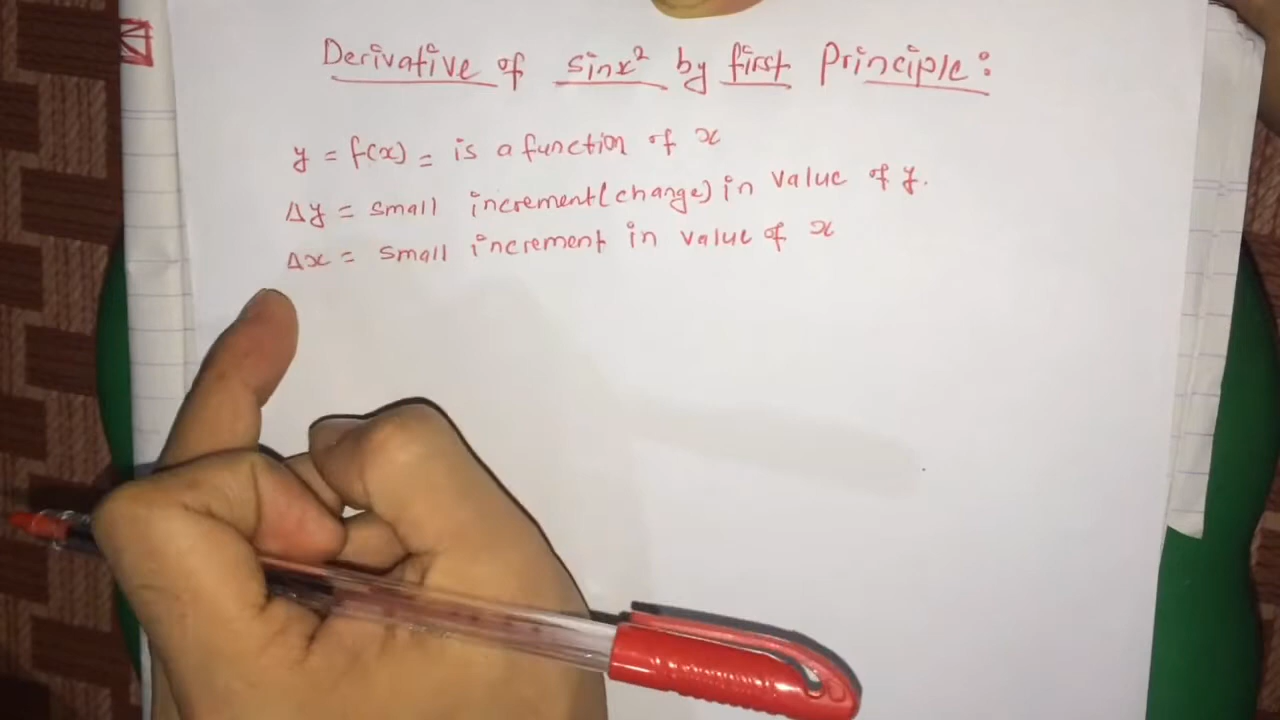 Derivative of sinx² by first Principle:
y = f(x) = is a function of x
Δy = small increment(change) in value of y.
Δx = small increment in value of x